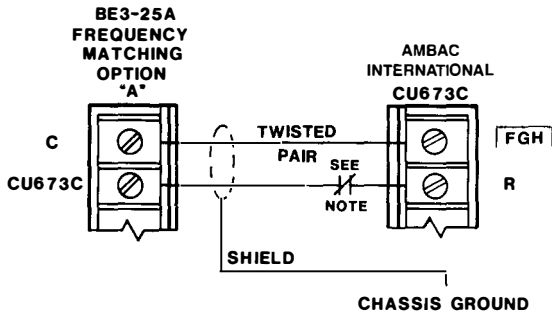 BE3-25A
FREQUENCY
MATCHING
OPTION
"A"
AMBAC
INTERNATIONAL
CU673C
C
TWISTED
PAIR
FGH
CU673C
SEE
NOTE
R
SHIELD
CHASSIS GROUND